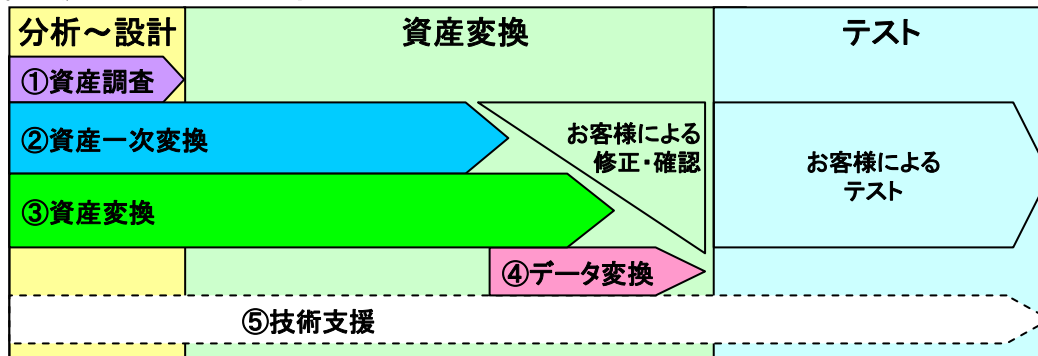 分析～設計
資産変換
テスト
①資産調査
②資産一次変換
お客様による
修正・確認
お客様による
テスト
③資産変換
④データ変換
⑤技術支援